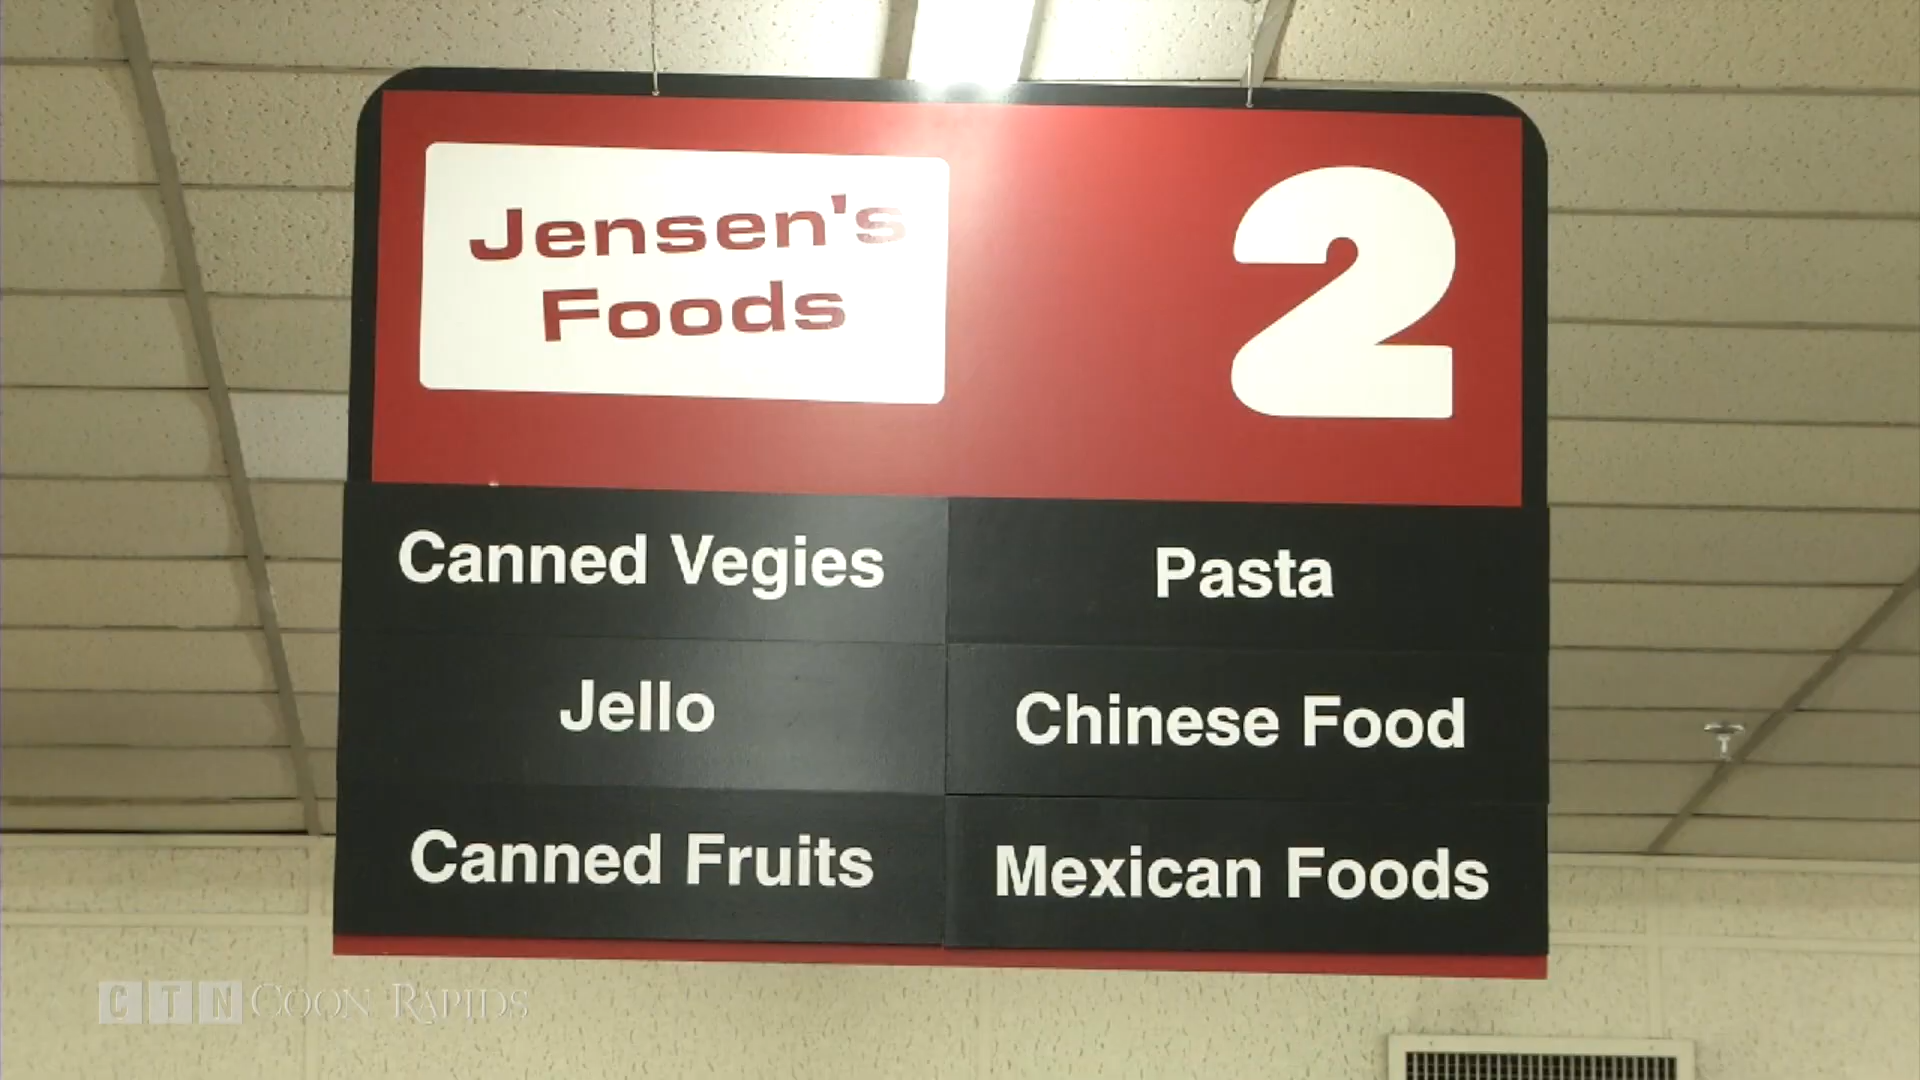 Jensen's
Foods
2
Canned Vegies
Pasta
Jello
Chinese Food
Canned Fruits
Mexican Foods
CTN COON RAPIDS